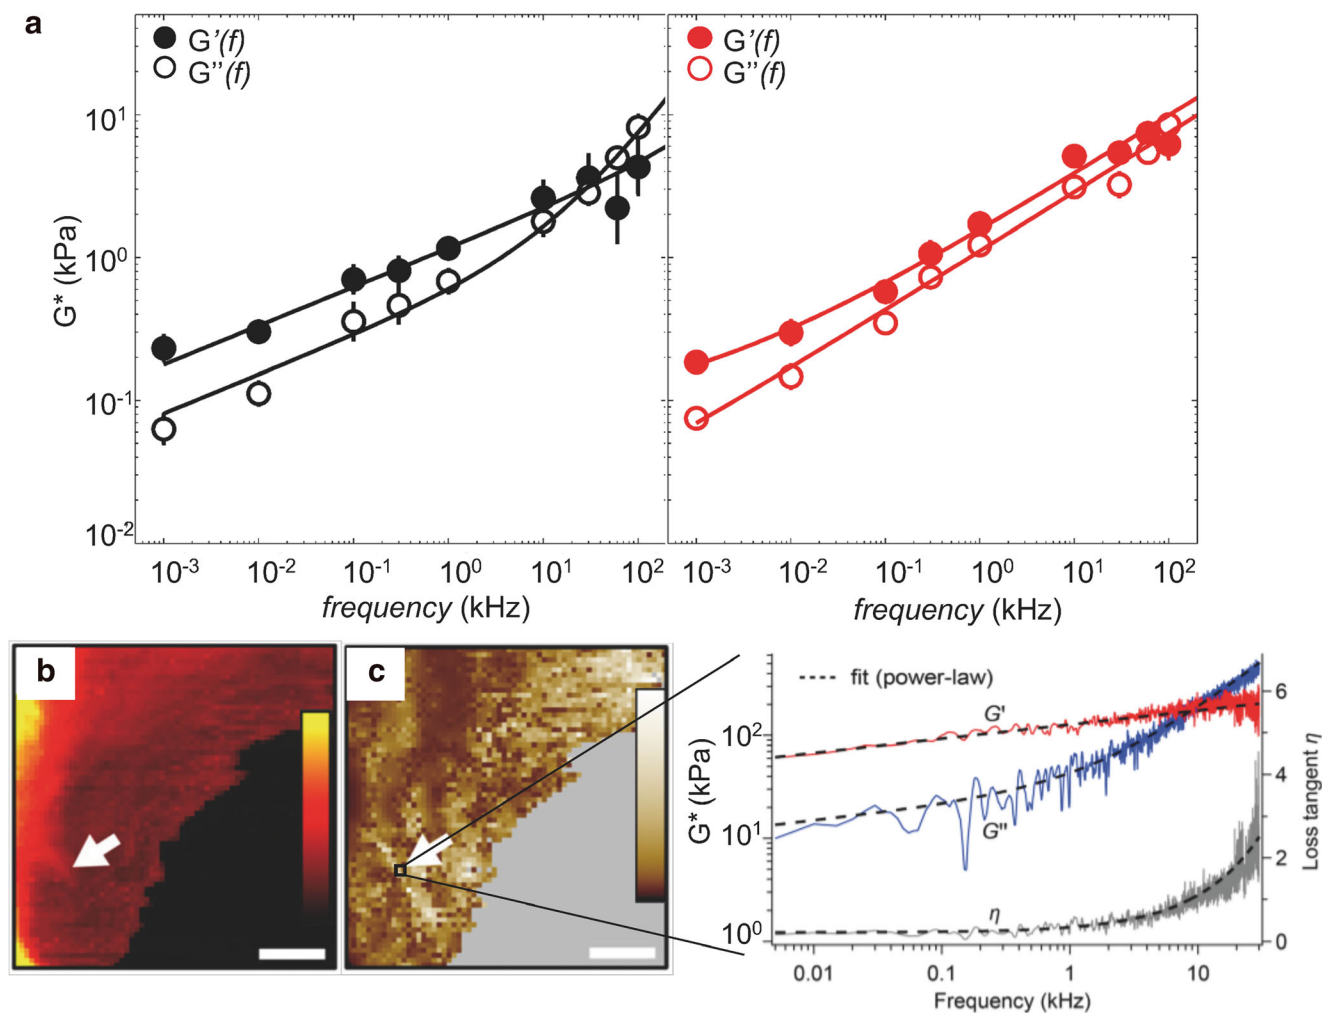 a
G’(f)
G”(f)
G’(f)
G”(f)
G* (kPa)
10¹
10⁰
10⁻¹
10⁻²
10⁻³ 10⁻² 10⁻¹ 10⁰ 10¹ 10²
10⁻³ 10⁻² 10⁻¹ 10⁰ 10¹ 10²
frequency (kHz)
frequency (kHz)
b
c
fit (power-law)
G'
G"
η
G* (kPa)
10²
10¹
10⁰
6
4
2
0
Loss tangent η
0.01 0.1 1 10
Frequency (kHz)